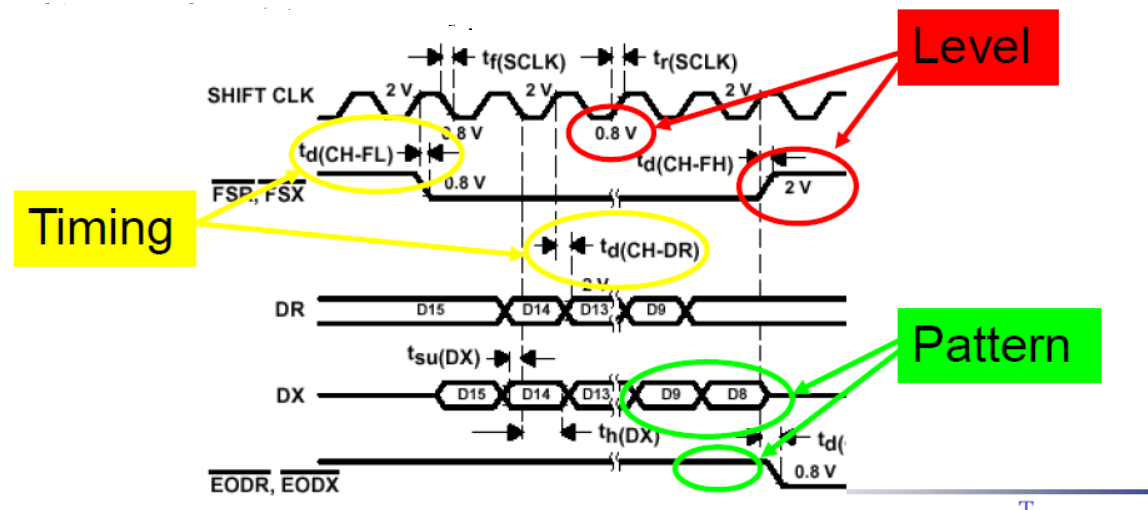 Level
tf(SCLK)
tr(SCLK)
SHIFT CLK
2 V
2 V
2 V
0.8 V
0.8 V
td(CH-FL)
td(CH-FH)
FSR, FSX
0.8 V
2 V
Timing
td(CH-DR)
2 V
DR
D15
D14
D13
D9
Pattern
tsu(DX)
DX
D15
D14
D13
D9
D8
th(DX)
td(
EODR, EODX
0.8 V
T